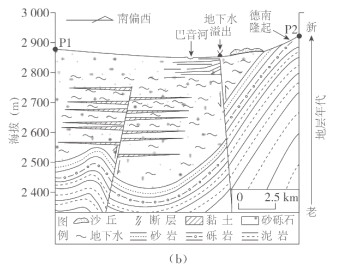 3 000
南偏西
地下水
溢出
德南
隆起
P2
新
P1
巴音河
2 900
2 800
2 700
2 600
2 500
2 400
海拔(m)
地层年代
0 2.5 km
老
图例
沙丘 断层 黏土 砂砾石
地下水 砂岩 砾岩 泥岩
(b)